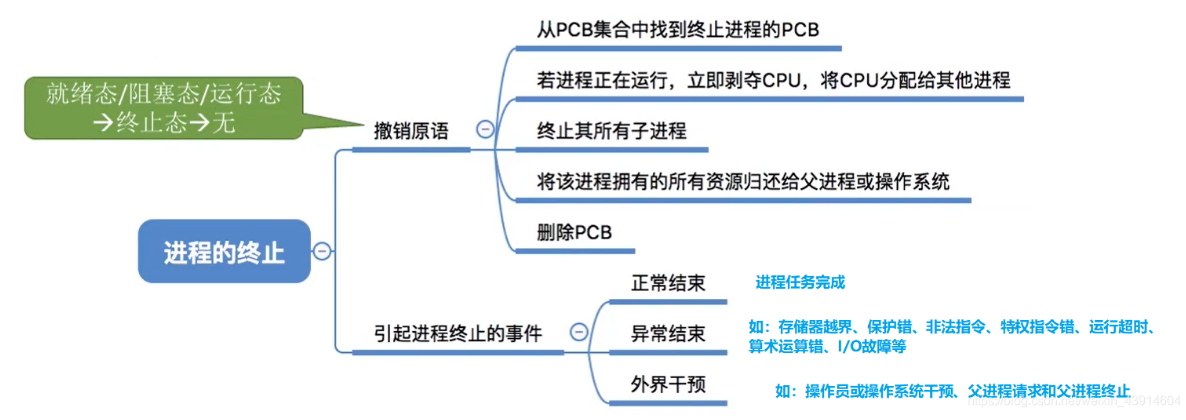 从PCB集合中找到终止进程的PCB
若进程正在运行，立即剥夺CPU，将CPU分配给其他进程
就绪态/阻塞态/运行态
→终止态→无
撤销原语
终止其所有子进程
将该进程拥有的所有资源归还给父进程或操作系统
删除PCB
进程的终止
正常结束
进程任务完成
引起进程终止的事件
异常结束
如：存储器越界、保护错、非法指令、特权指令错、运行超时、
算术运算错、I/O故障等
外界干预
如：操作员或操作系统干预、父进程请求和父进程终止